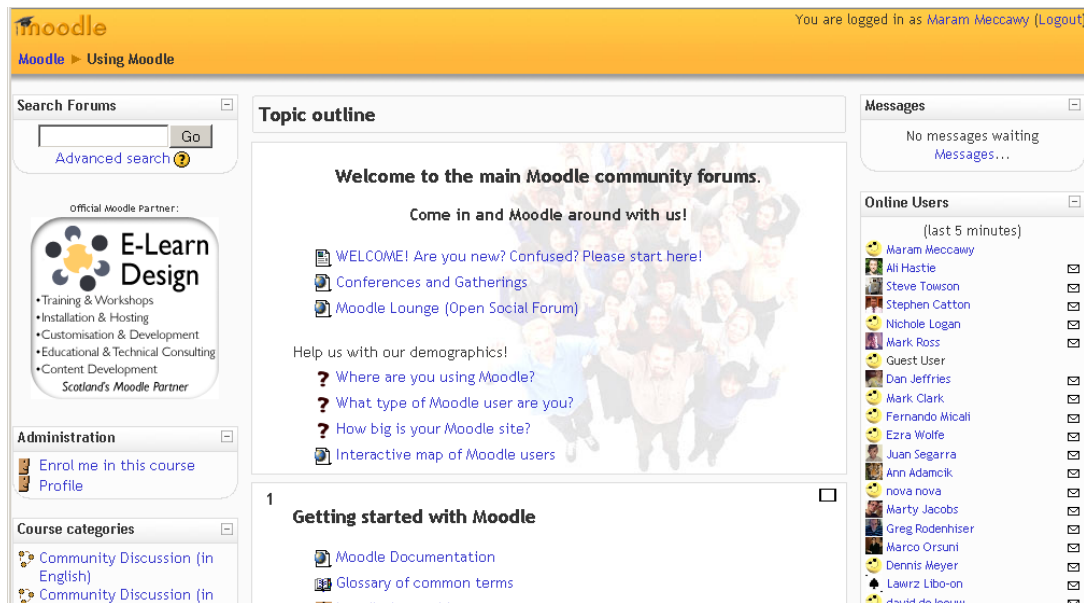 moodle
You are logged in as Maram Meccawy (Logout)
Moodle ► Using Moodle
Search Forums
Go
Advanced search ?
Official Moodle Partner:
E-Learn
Design
•Training & Workshops
•Installation & Hosting
•Customisation & Development
•Educational & Technical Consulting
•Content Development
Scotland's Moodle Partner
Administration
Enrol me in this course
Profile
Course categories
Community Discussion (in
English)
Community Discussion (in
Topic outline
Welcome to the main Moodle community forums.
Come in and Moodle around with us!
WELCOME! Are you new? Confused? Please start here!
Conferences and Gatherings
Moodle Lounge (Open Social Forum)
Help us with our demographics!
? Where are you using Moodle?
? What type of Moodle user are you?
? How big is your Moodle site?
Interactive map of Moodle users
1
Getting started with Moodle
Moodle Documentation
Glossary of common terms
Messages
No messages waiting
Messages...
Online Users
(last 5 minutes)
Maram Meccawy
Ali Hastie
Steve Towson
Stephen Catton
Nichole Logan
Mark Ross
Guest User
Dan Jeffries
Mark Clark
Fernando Micali
Ezra Wolfe
Juan Segarra
Ann Adamcik
nova nova
Marty Jacobs
Greg Rodenhiser
Marco Orsuni
Dennis Meyer
Lawrz Libo-on